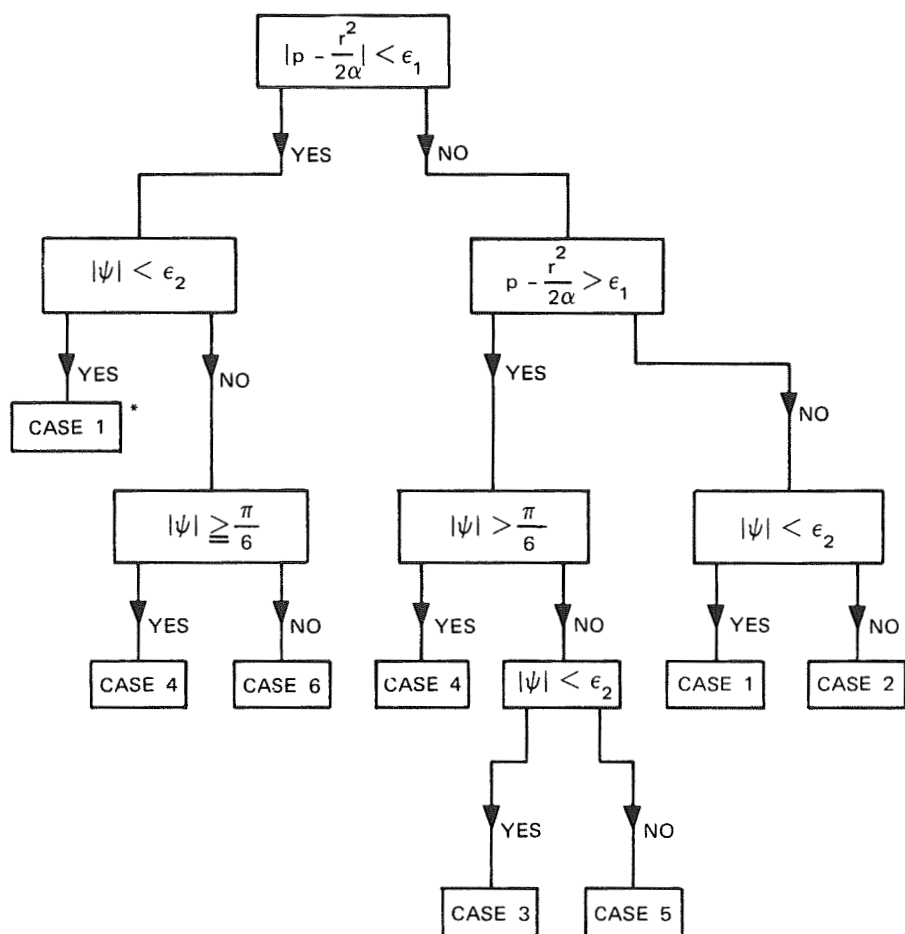 |p - r²/2α| < ϵ₁
YES
NO
|ψ| < ϵ₂
p - r²/2α > ϵ₁
YES
NO
YES
NO
CASE 1 *
|ψ| ≧ π/6
|ψ| > π/6
|ψ| < ϵ₂
YES
NO
YES
NO
YES
NO
CASE 4
CASE 6
CASE 4
|ψ| < ϵ₂
CASE 1
CASE 2
YES
NO
CASE 3
CASE 5